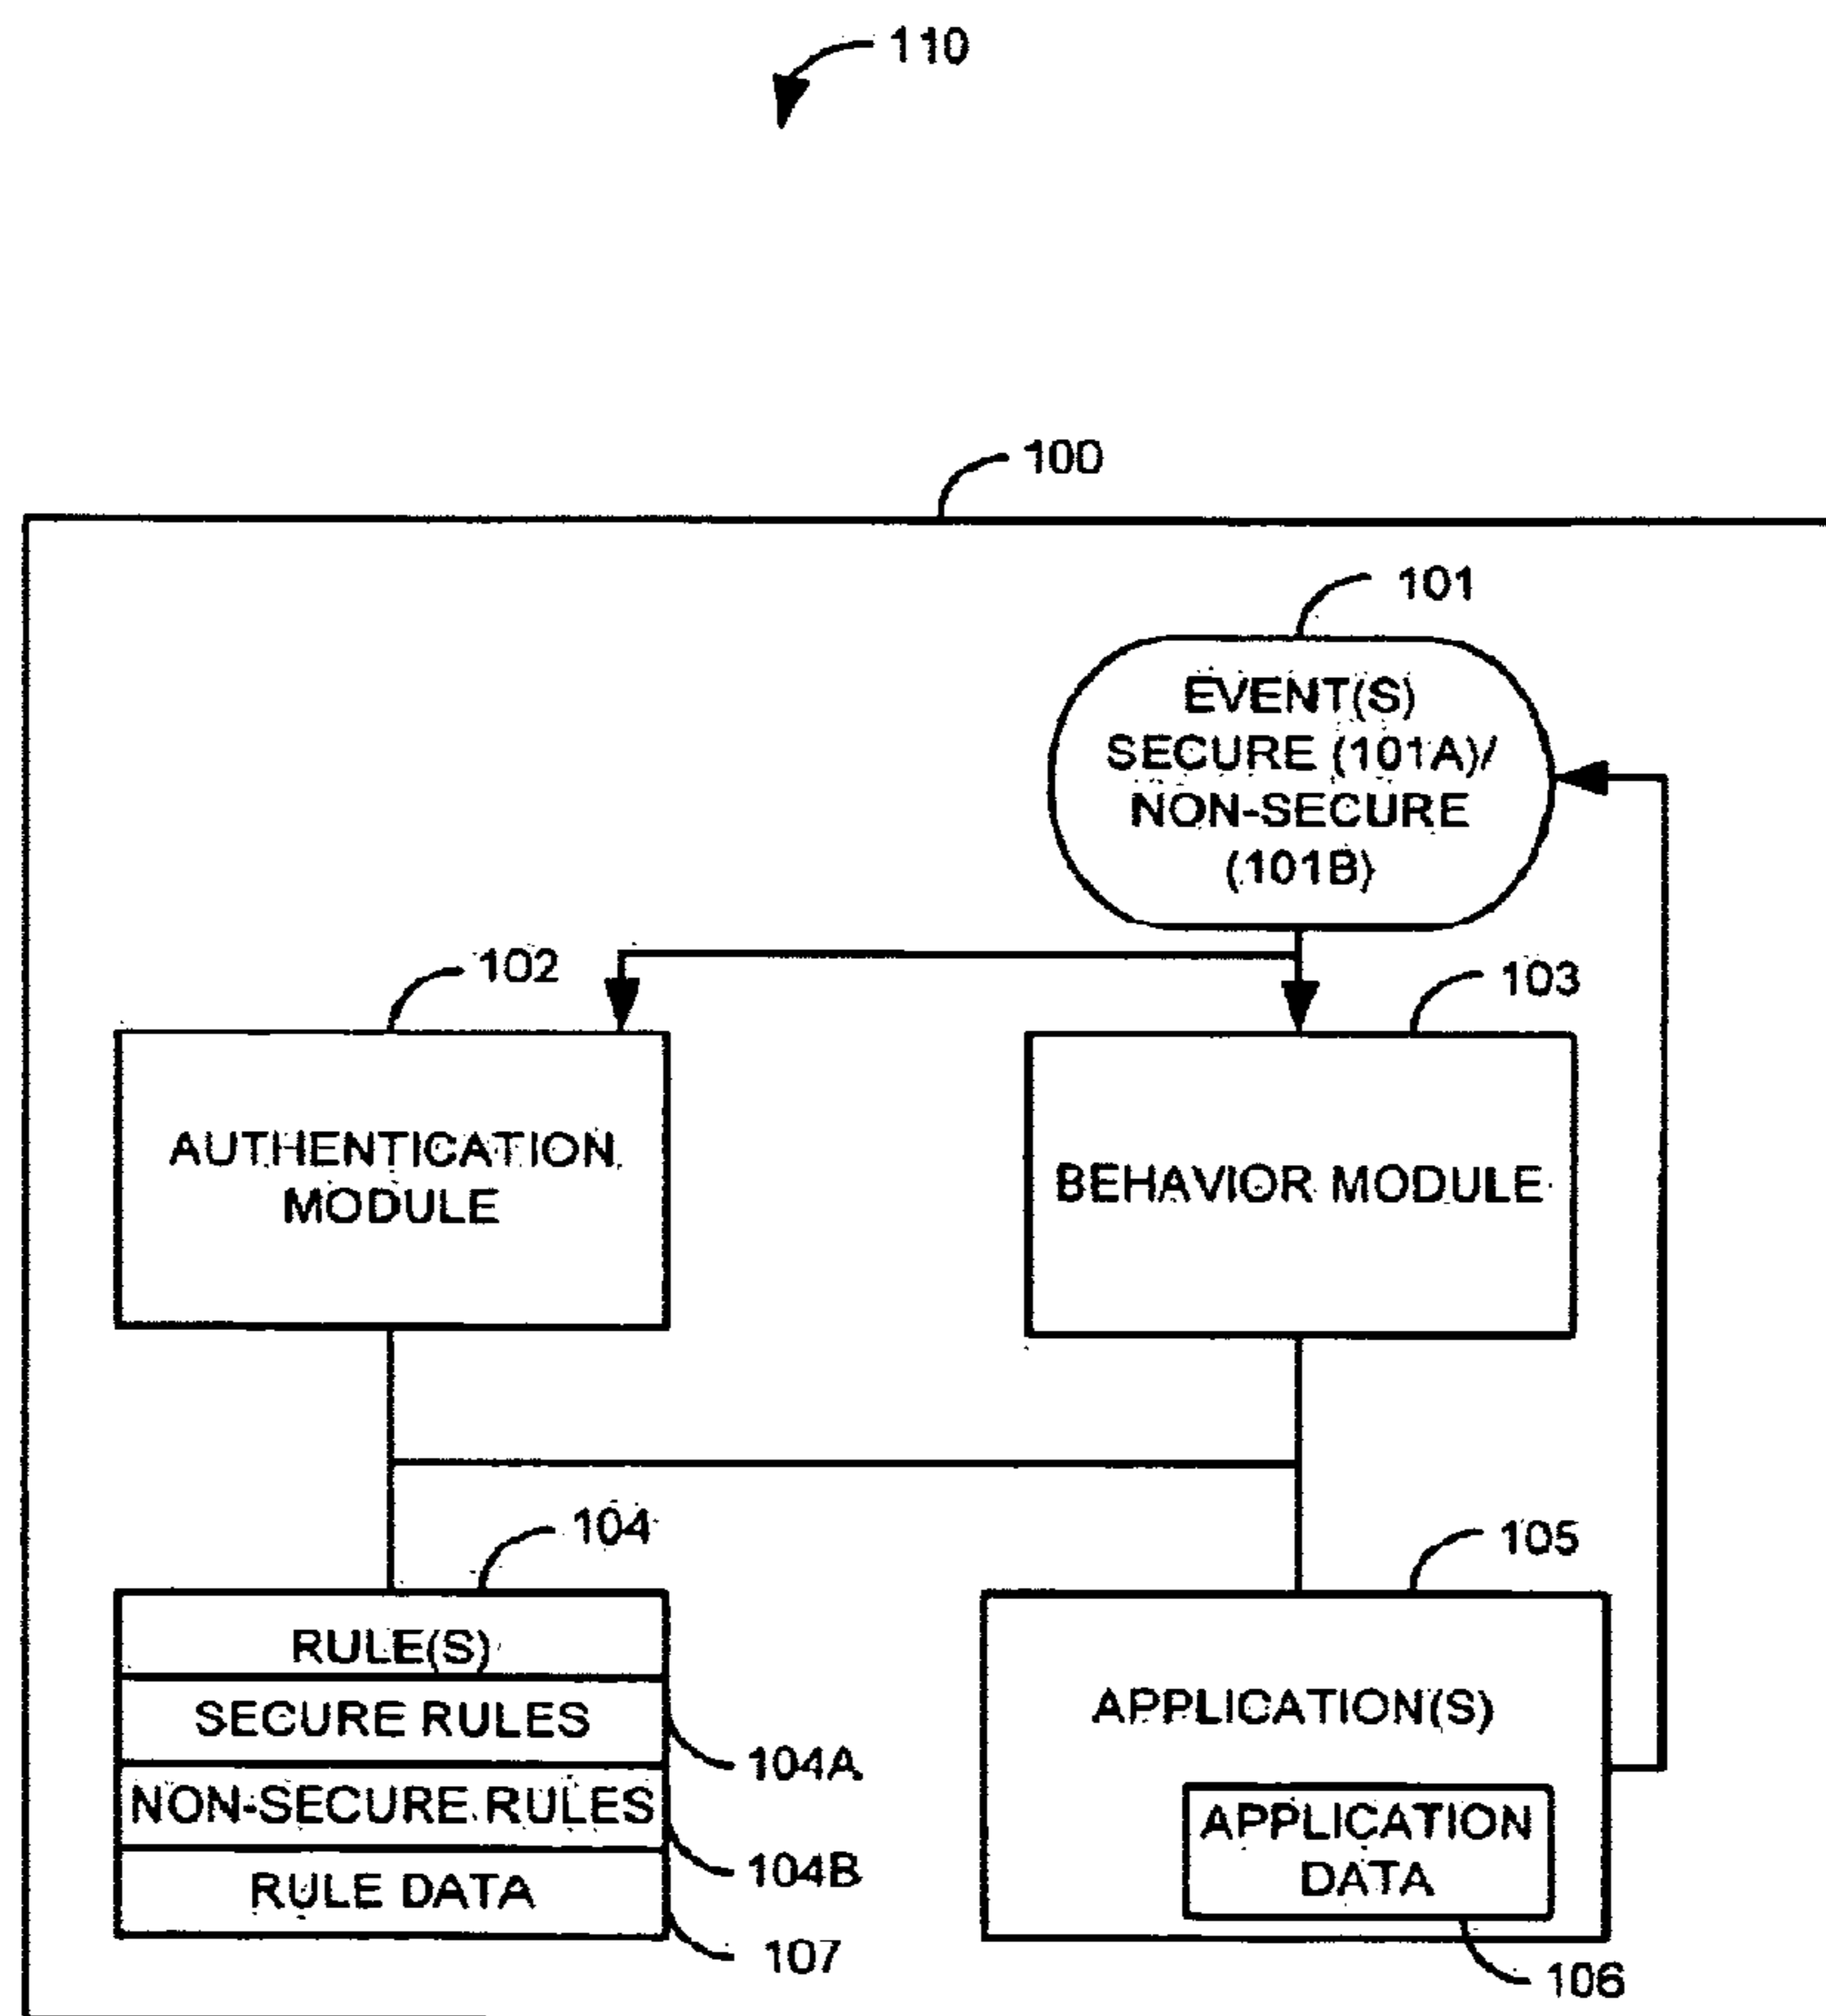 110
100
101
EVENT(S)
SECURE (101A)/
NON-SECURE
(101B)
102
103
AUTHENTICATION
MODULE
BEHAVIOR MODULE
104
105
RULE(S)
SECURE RULES
APPLICATION(S)
104A
NON-SECURE RULES
APPLICATION
DATA
104B
RULE DATA
107
106